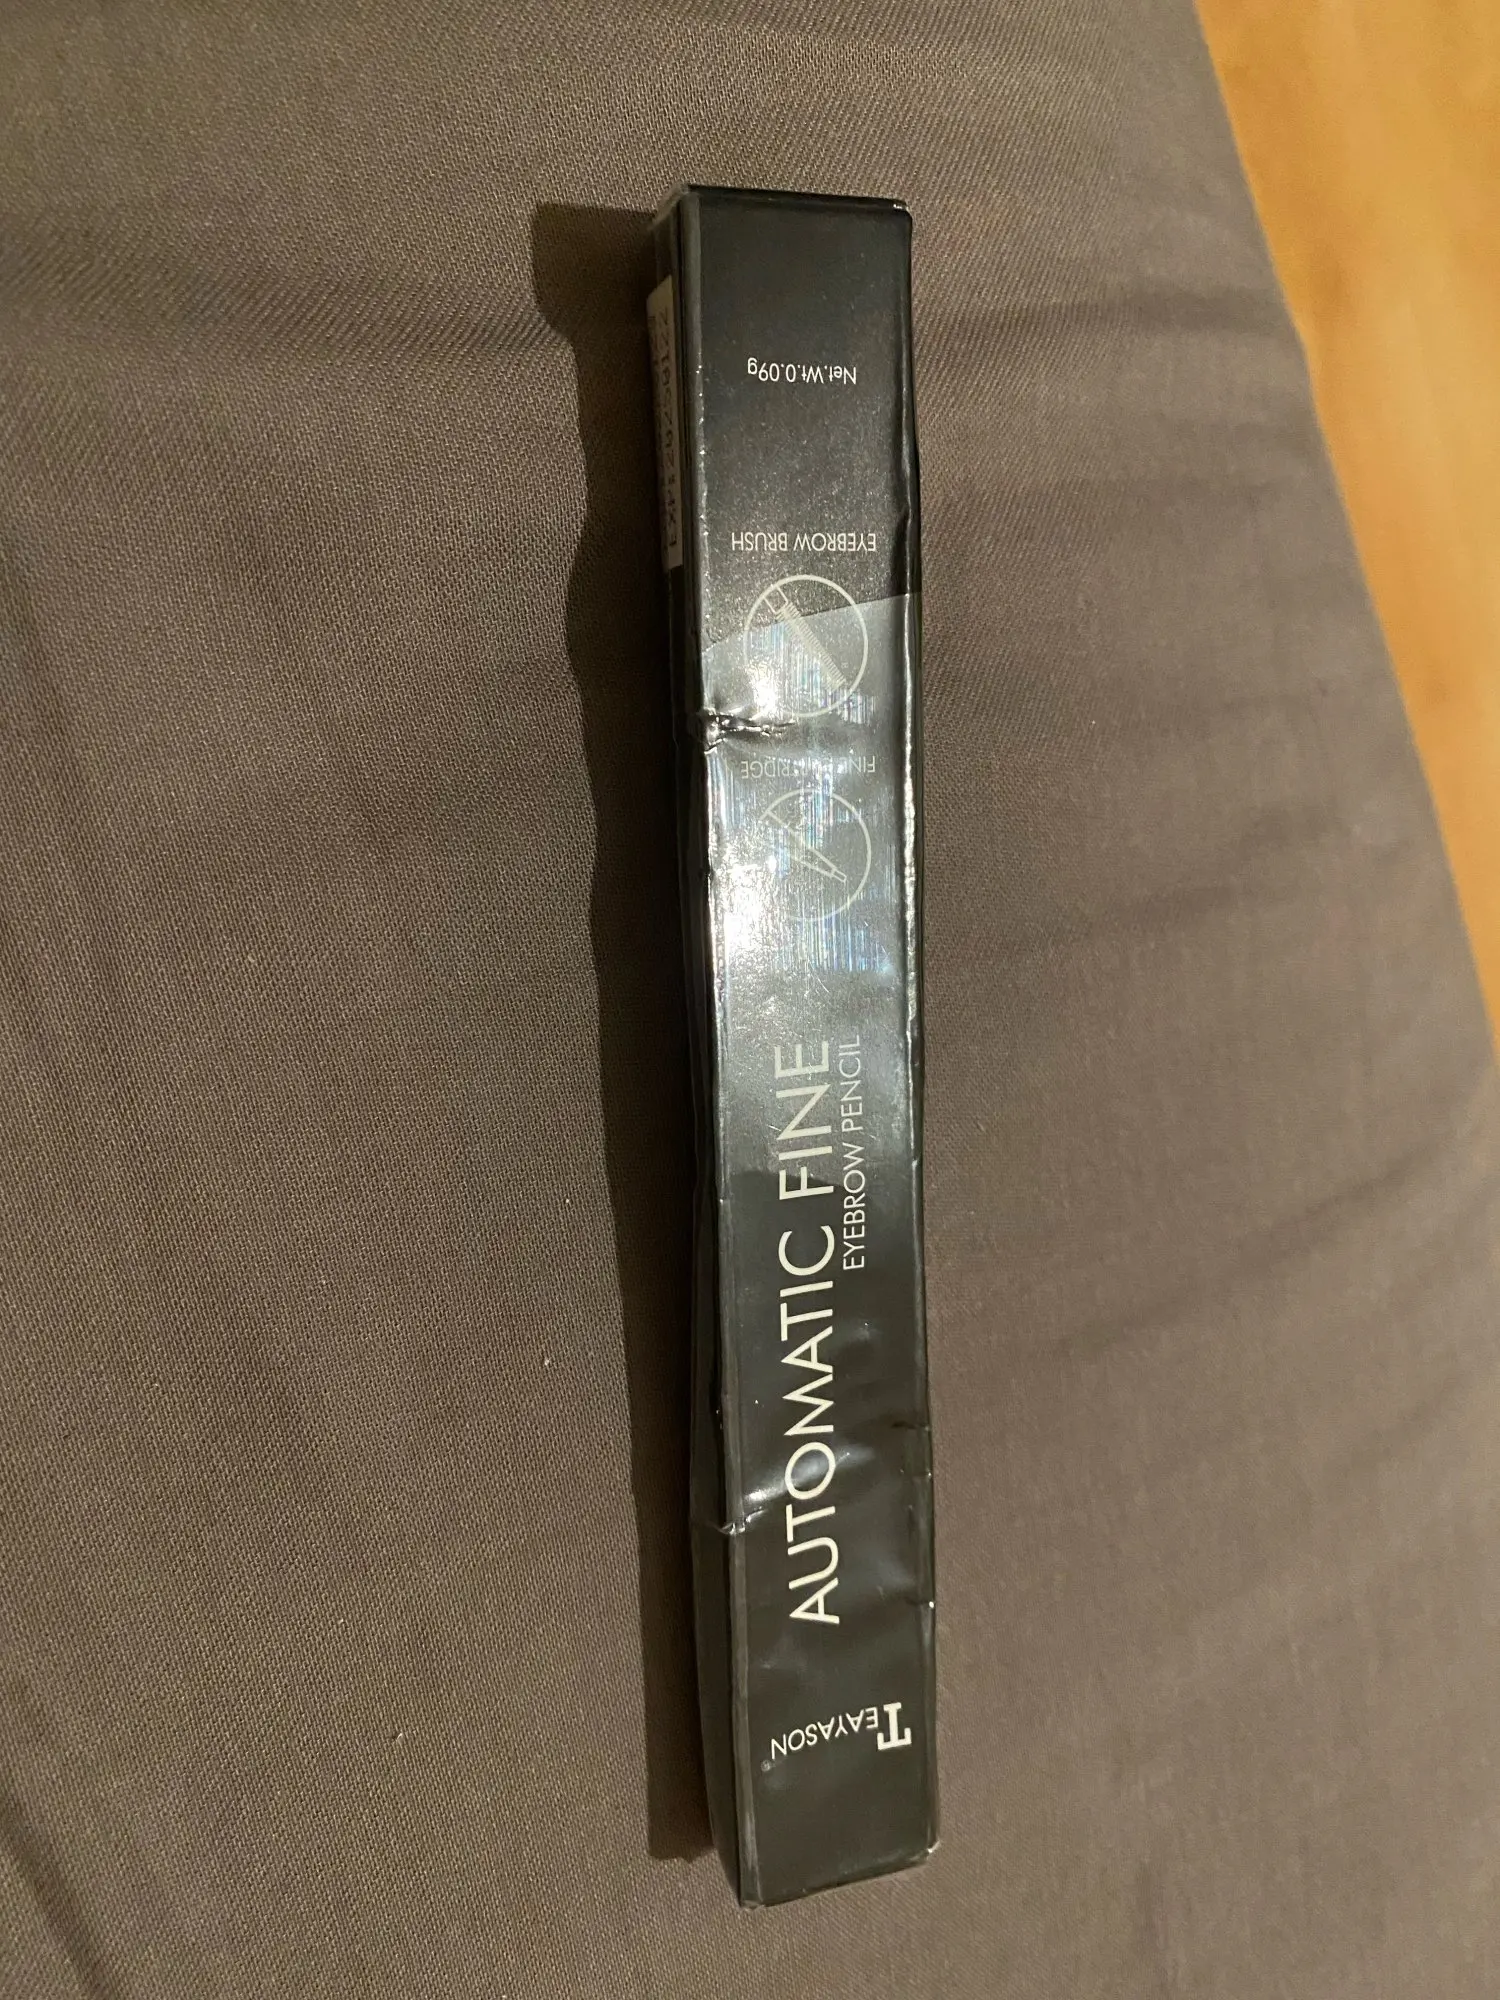 TEAYASON®
AUTOMATIC FINE
EYEBROW PENCIL
EYEBROW BRUSH
Net.Wt.0.09g